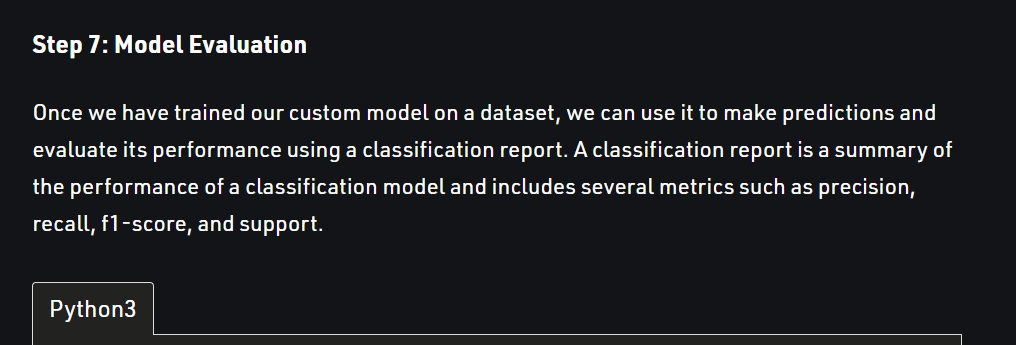 Step 7: Model Evaluation
Once we have trained our custom model on a dataset, we can use it to make predictions and
evaluate its performance using a classification report. A classification report is a summary of
the performance of a classification model and includes several metrics such as precision,
recall, f1-score, and support.
Python3